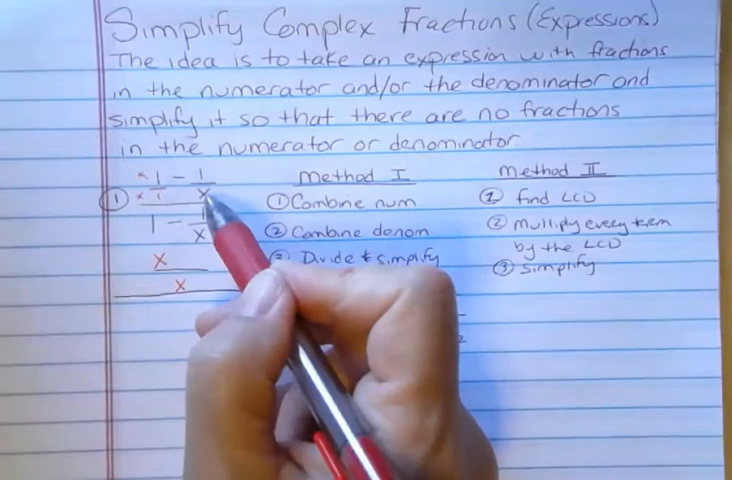 Simplify Complex Fractions (Expressions)
The idea is to take an expression with fractions
in the numerator and/or the denominator and
simplify it so that there are no fractions
in the numerator or denominator
① x 1 - 1
x 1 x
1 - 1
x
x
x
Method I
① Combine num
② Combine denom
③ Divide & simplify
Method II
① find LCD
② multiply every term
by the LCD
③ simplify